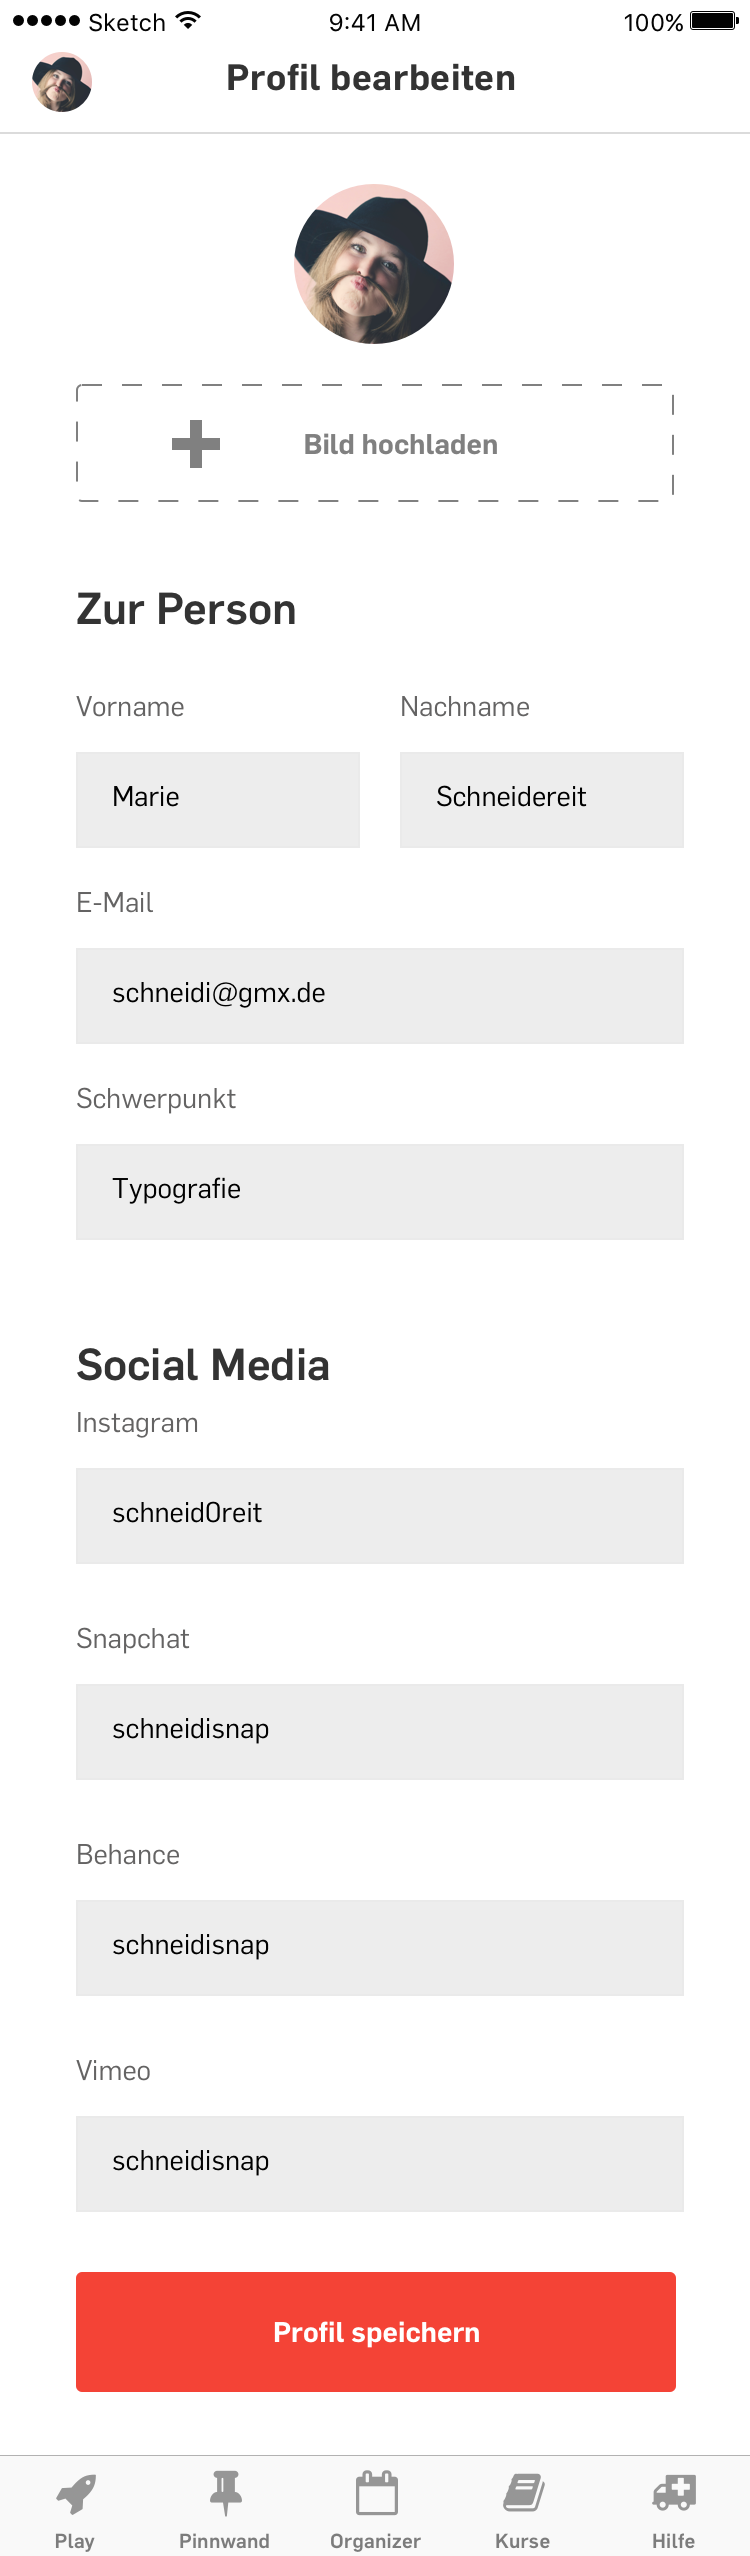 Sketch 9:41 AM 100%
Profil bearbeiten
Bild hochladen
Zur Person
Vorname Nachname
Marie Schneidereit
E-Mail
schneidi@gmx.de
Schwerpunkt
Typografie
Social Media
Instagram
schneid0reit
Snapchat
schneidisnap
Behance
schneidisnap
Vimeo
schneidisnap
Profil speichern
Play Pinnwand Organizer Kurse Hilfe